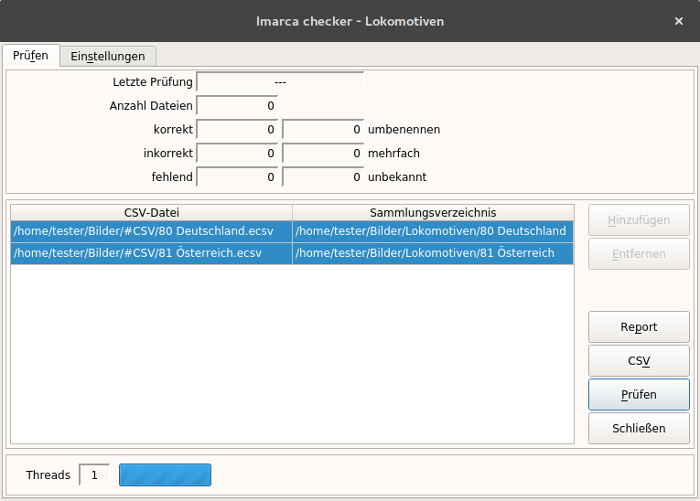 Imarca checker - Lokomotiven
×
Prüfen Einstellungen
Letzte Prüfung ---
Anzahl Dateien 0
korrekt 0 0 umbenennen
inkorrekt 0 0 mehrfach
fehlend 0 0 unbekannt
CSV-Datei Sammlungsverzeichnis
/home/tester/Bilder/#CSV/80 Deutschland.ecsv /home/tester/Bilder/Lokomotiven/80 Deutschland
/home/tester/Bilder/#CSV/81 Österreich.ecsv /home/tester/Bilder/Lokomotiven/81 Österreich
Hinzufügen
Entfernen
Report
CSV
Prüfen
Schließen
Threads 1